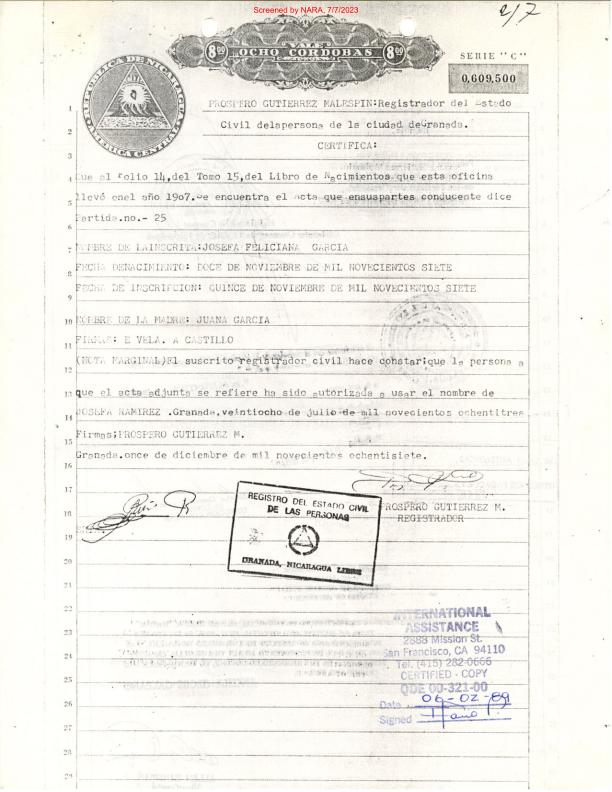 Screened by NARA, 7/7/2023
2/7
8 00 OCHO CORDOBAS 8 00
REPUBLICA DE NICARAGUA
AMERICA CENTRAL
SERIE "C"
0,609,500
1 PROSPERO GUTIERREZ MALESPIN:Registrador del Estado
2 Civil delapersona de la ciudad deGranada.
3 CERTIFICA:
4 Que al folio 14,del Tomo 15,del Libro de Nacimientos que esta oficina
5 llevó enel año 1907.se encuentra el acta que ensuspartes conducente dice
6 Partida.no.- 25
7 NOMBRE DE LAINSCRITA:JOSEFA FELICIANA GARCIA
8 FECHA DENACIMIENTO: DOCE DE NOVIEMBRE DE MIL NOVECIENTOS SIETE
9 FECHA DE INSCRIPCION: QUINCE DE NOVIEMBRE DE MIL NOVECIENTOS SIETE
10 NOMBRE DE LA MADRE: JUANA GARCIA
11 FIRMAS: E VELA. A CASTILLO
12 (NOTA MARGINAL)El suscrito registrador civil hace constar:que la persona a
13 que el acta adjunta se refiere ha sido autorizada a usar el nombre de
14 JOSEFA RAMIREZ .Granada,veintiocho de julio de mil novecientos ochentitres
15 Firmas;PROSPERO GUTIERREZ M.
16 Granada.once de diciembre de mil novecientos ochentisiete.
17
18 PROSPERO GUTIERREZ M.
REGISTRADOR
REGISTRO DEL ESTADO CIVIL
DE LAS PERSONAS
GRANADA, NICARAGUA LIBRE
19
20
21
22
23
24
25
26
27
28
29
INTERNATIONAL
ASSISTANCE
2888 Mission St.
San Francisco, CA 94110
Tel. (415) 282-0666
CERTIFIED - COPY
QDE 00-321-00
Date 06-02-89
Signed